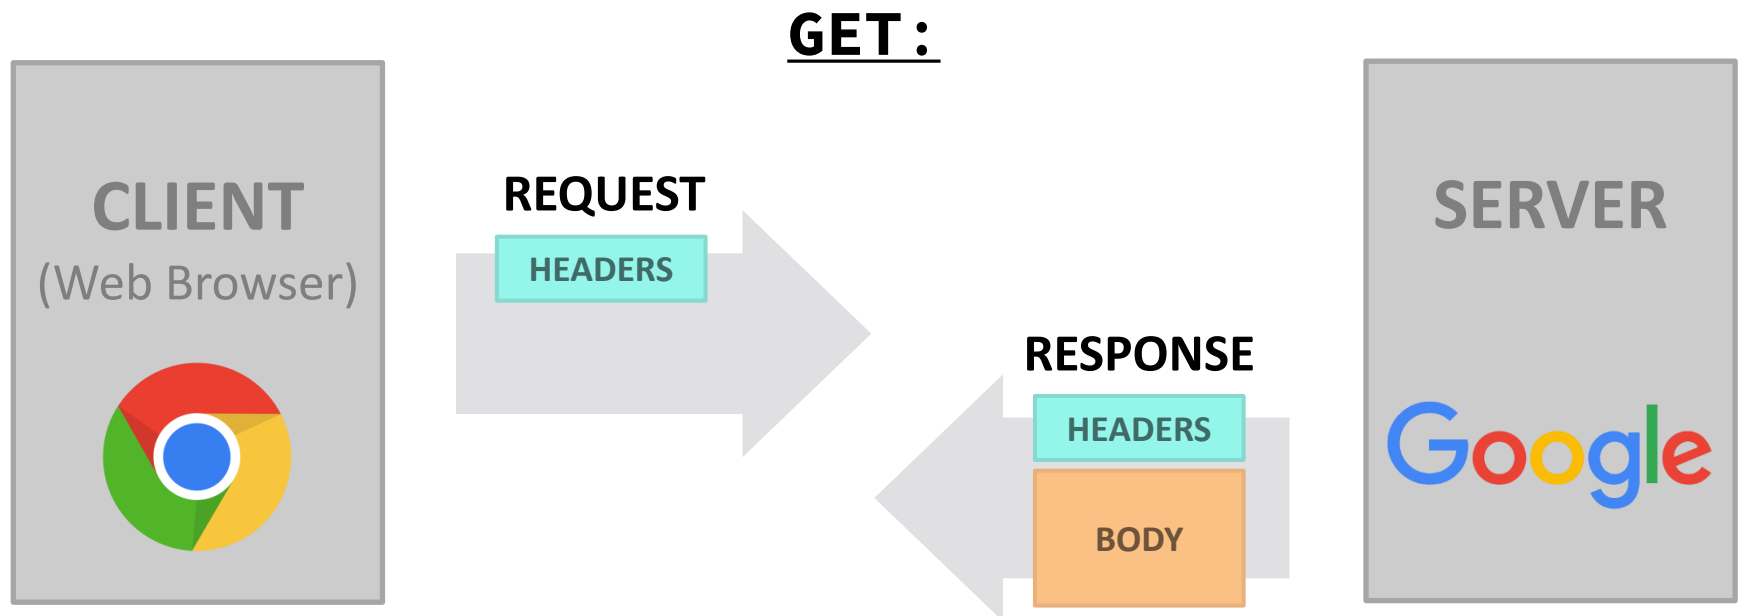 GET:
CLIENT
(Web Browser)
REQUEST
HEADERS
RESPONSE
HEADERS
BODY
SERVER
Google